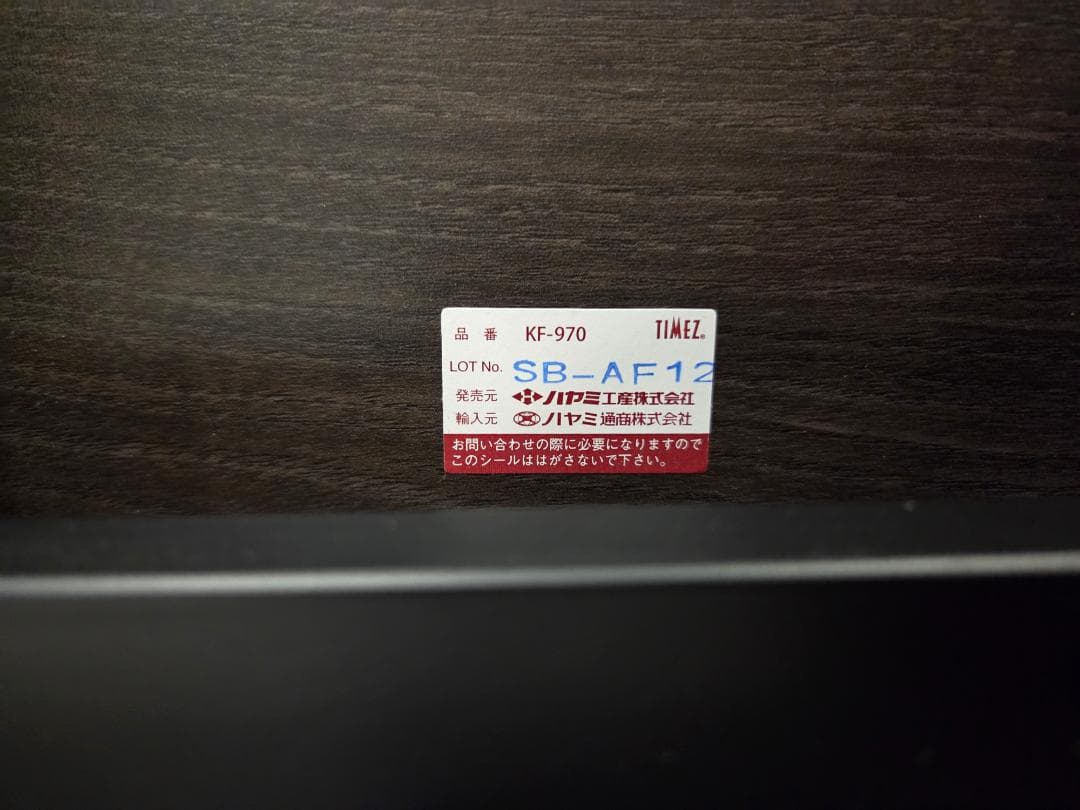 品番 KF-970 TIMEZ®
LOT No. SB-AF12
発売元 ハヤミ工産株式会社
輸入元 ハヤミ通商株式会社
お問い合わせの際に必要になりますので
このシールははがさないで下さい。